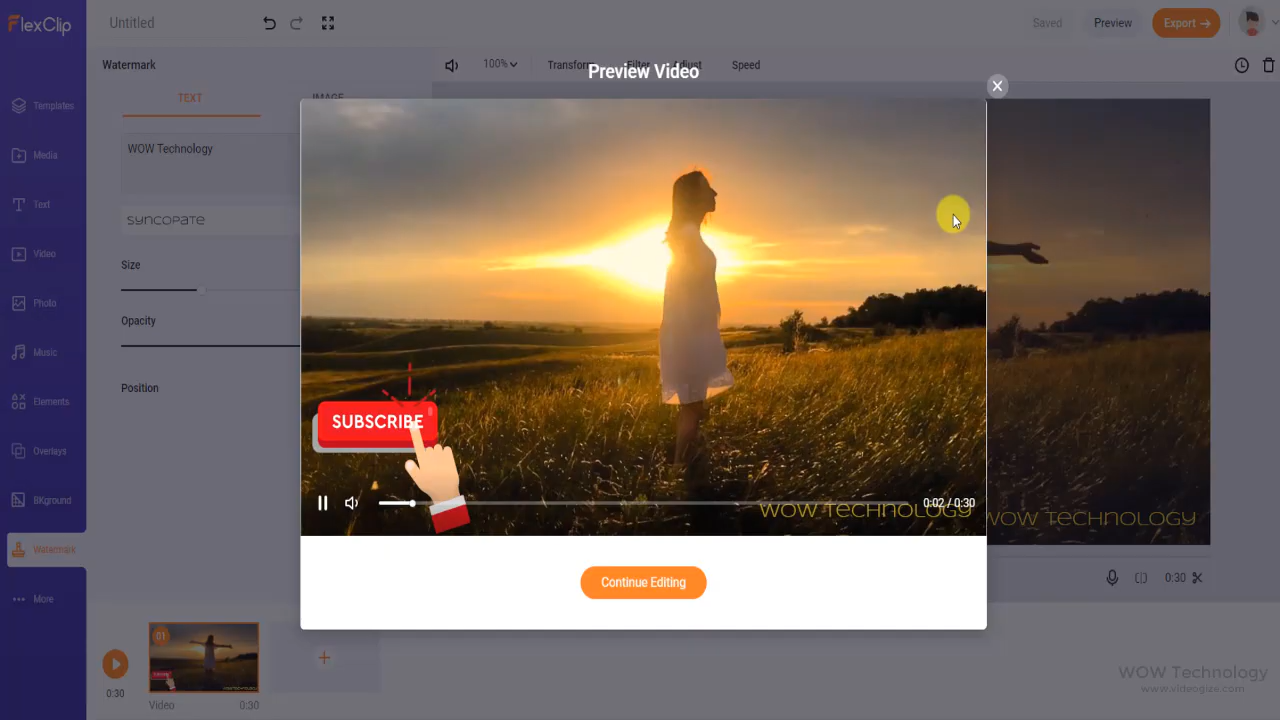 FlexClip
Untitled
Saved
Preview
Export
Watermark
100%
Transform
Filter
Adjust
Speed
Preview Video
TEXT
IMAGE
Templates
WOW Technology
Media
Text
SYNCOPATE
Video
Size
Photo
Opacity
Music
Position
Elements
SUBSCRIBE
Overlays
BKground
0:02 / 0:30
WOW TECHNOLOGY
WOW TECHNOLOGY
Watermark
Continue Editing
0:30
More
01
0:30
Video
0:30
WOW Technology
www.videogizi.com